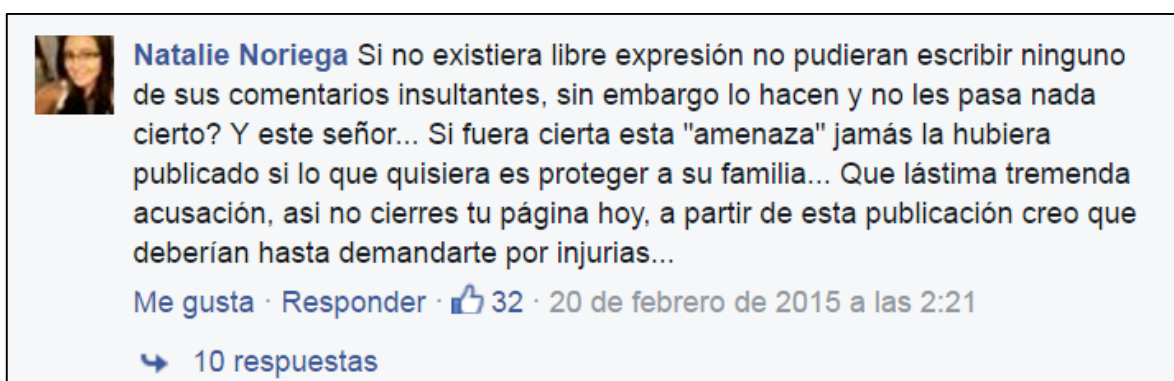 Natalie Noriega Si no existiera libre expresión no pudieran escribir ninguno
de sus comentarios insultantes, sin embargo lo hacen y no les pasa nada
cierto? Y este señor... Si fuera cierta esta "amenaza" jamás la hubiera
publicado si lo que quisiera es proteger a su familia... Que lástima tremenda
acusación, asi no cierres tu página hoy, a partir de esta publicación creo que
deberían hasta demandarte por injurias...
Me gusta · Responder · 32 · 20 de febrero de 2015 a las 2:21
10 respuestas